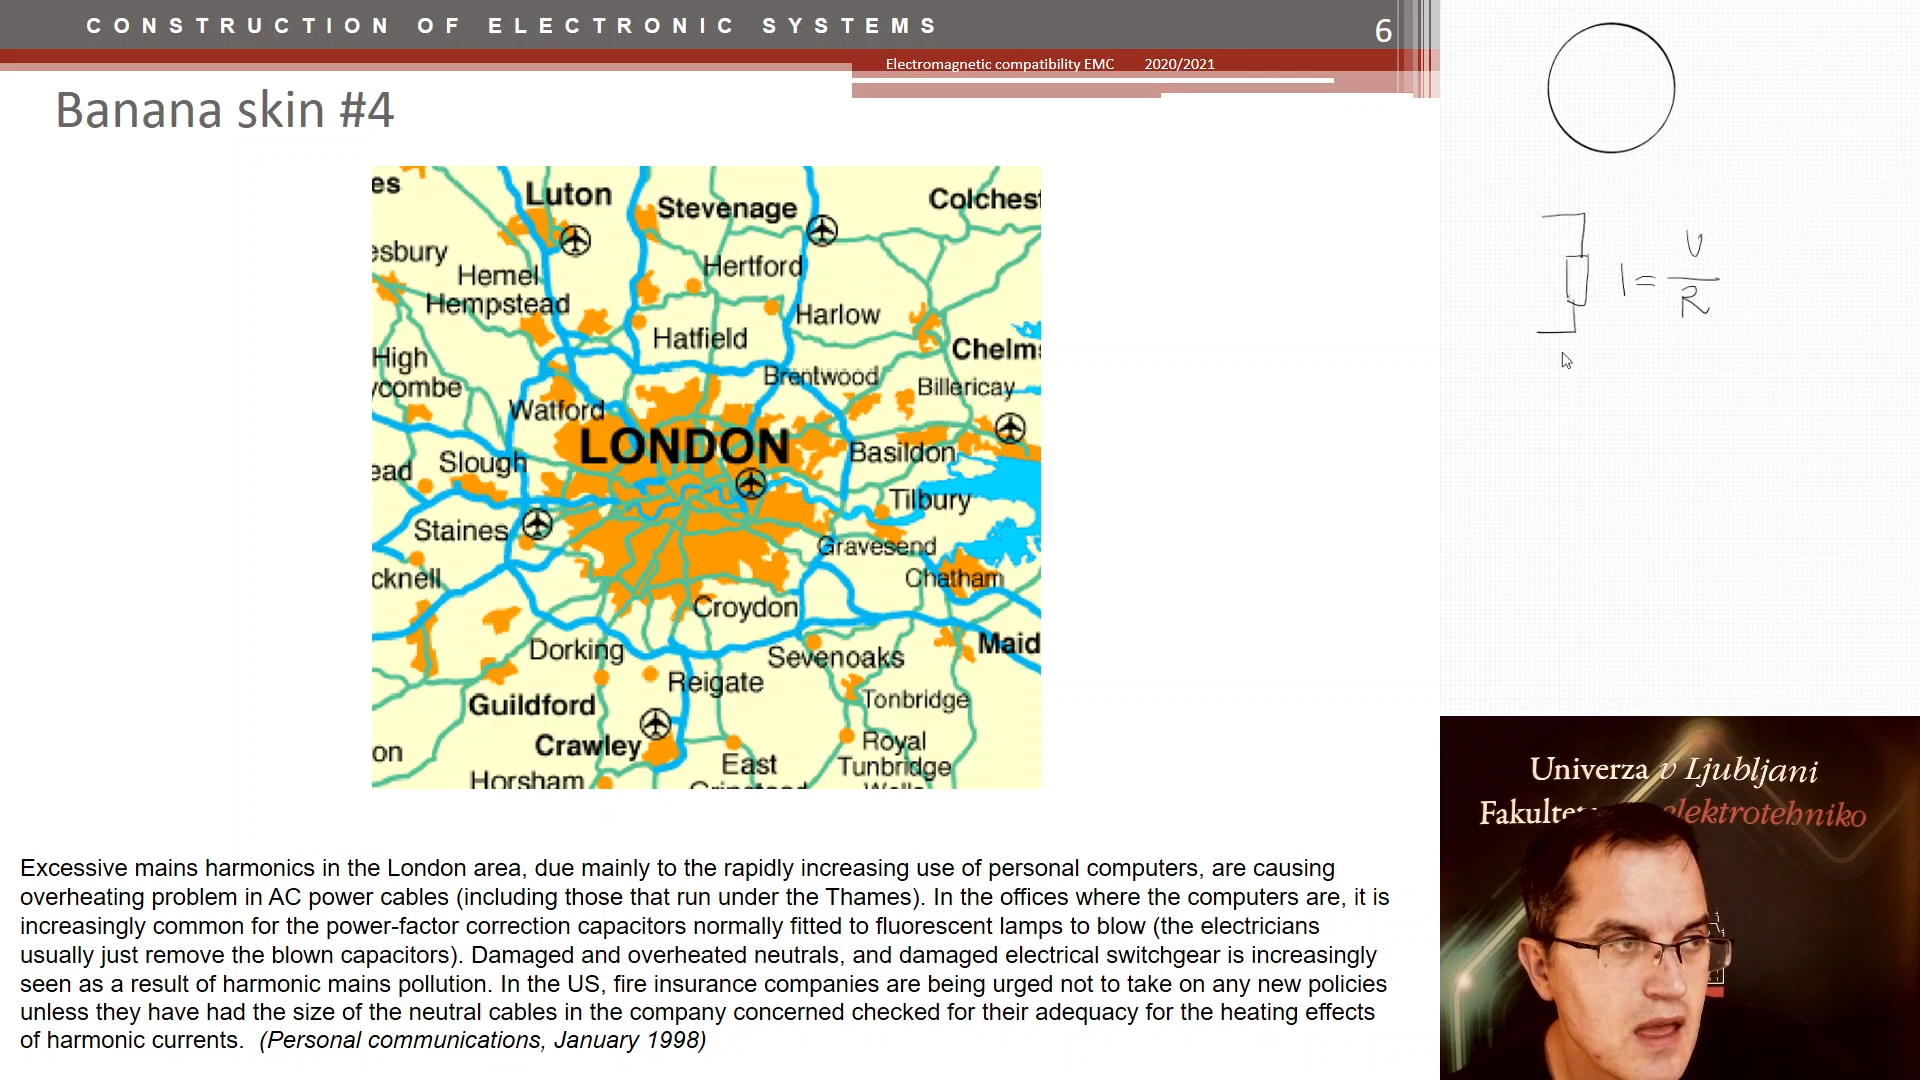 CONSTRUCTION OF ELECTRONIC SYSTEMS
6
Electromagnetic compatibility EMC 2020/2021
Banana skin #4
es
Luton
Stevenage
Colchest
esbury
Hemel
Hempstead
Hertford
Harlow
Hatfield
High
ycombe
Chelms
Brentwood
Billericay
Watford
LONDON
Basildon
ead
Slough
Tilbury
Staines
Gravesend
cknell
Chatham
Croydon
Dorking
Sevenoaks
Maid
Reigate
Guildford
Tonbridge
Crawley
on
East
Royal
Tunbridge
Horsham
I = U
R
Excessive mains harmonics in the London area, due mainly to the rapidly increasing use of personal computers, are causing
overheating problem in AC power cables (including those that run under the Thames). In the offices where the computers are, it is
increasingly common for the power-factor correction capacitors normally fitted to fluorescent lamps to blow (the electricians
usually just remove the blown capacitors). Damaged and overheated neutrals, and damaged electrical switchgear is increasingly
seen as a result of harmonic mains pollution. In the US, fire insurance companies are being urged not to take on any new policies
unless they have had the size of the neutral cables in the company concerned checked for their adequacy for the heating effects
of harmonic currents. (Personal communications, January 1998)
Univerza v Ljubljani
Fakulte elektrotehniko